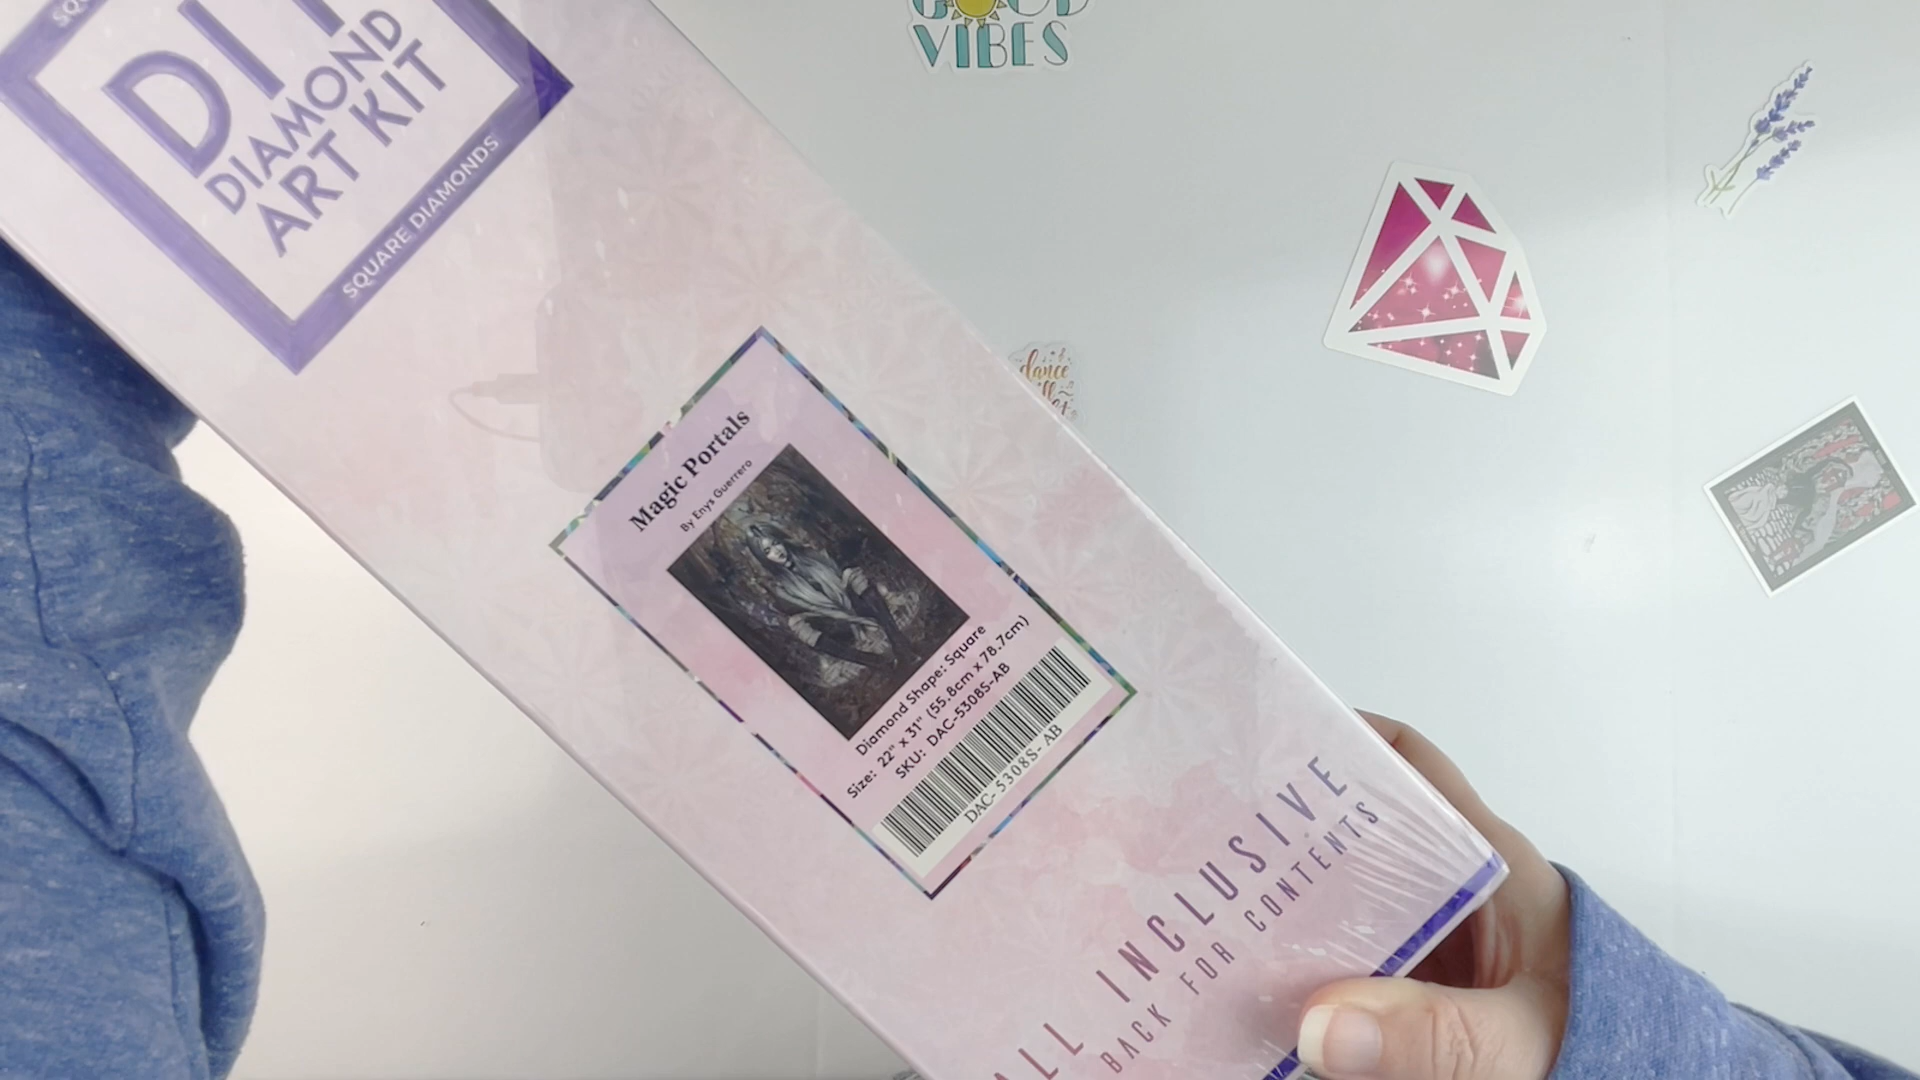 DIY
DIAMOND
ART KIT
SQUARE DIAMONDS
Magic Portals
By Enys Guerrero
Diamond Shape: Square
Size: 22" x 31" (55.8cm x 78.7cm)
SKU: DAC-5308S-AB
DAC- 5308S- AB
ALL INCLUSIVE
BACK FOR CONTENTS
GOOD
VIBES
dance